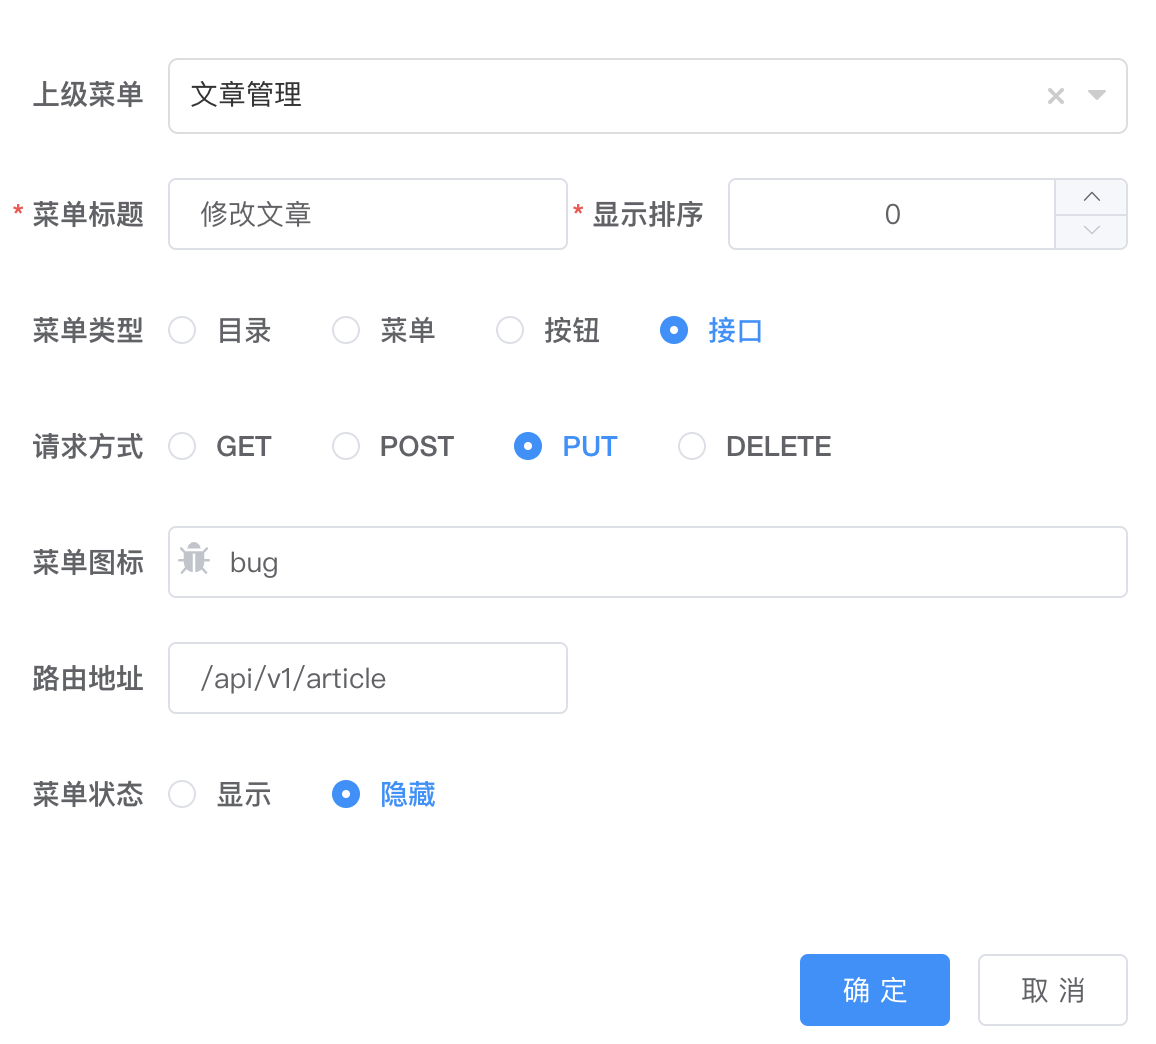 上级菜单 文章管理
* 菜单标题 修改文章 * 显示排序 0
菜单类型 目录 菜单 按钮 接口
请求方式 GET POST PUT DELETE
菜单图标 bug
路由地址 /api/v1/article
菜单状态 显示 隐藏
确 定 取 消